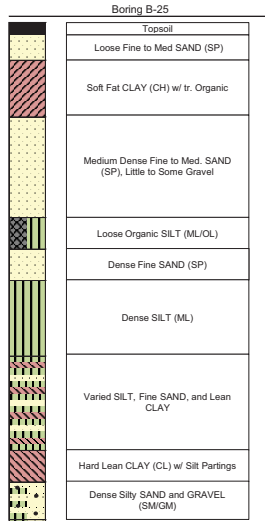 Boring B-25
Topsoil
Loose Fine to Med SAND (SP)
Soft Fat CLAY (CH) w/ tr. Organic
Medium Dense Fine to Med. SAND
(SP), Little to Some Gravel
Loose Organic SILT (ML/OL)
Dense Fine SAND (SP)
Dense SILT (ML)
Varied SILT, Fine SAND, and Lean
CLAY
Hard Lean CLAY (CL) w/ Silt Partings
Dense Silty SAND and GRAVEL
(SM/GM)